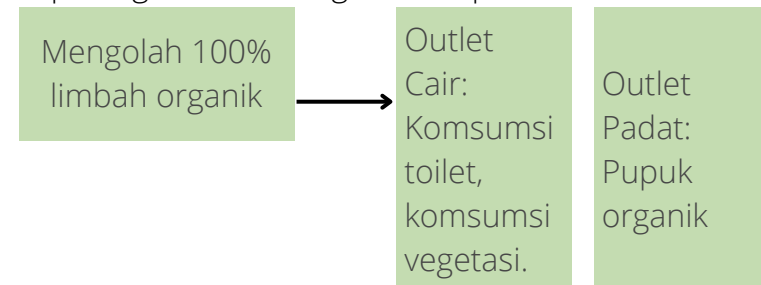 Mengolah 100%
limbah organik
Outlet
Cair:
Komsumsi
toilet,
komsumsi
vegetasi.
Outlet
Padat:
Pupuk
organik